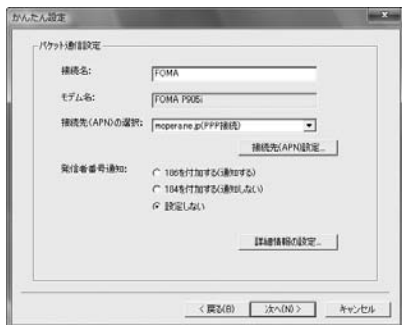 かんたん設定
パケット通信設定
接続名: FOMA
モデム名: FOMA P905i
接続先(APN)の選択: mopera.ne.jp(PPP接続)
接続先(APN)設定...
発信者番号通知: 186を付加する(通知する)
184を付加する(通知しない)
設定しない
詳細情報の設定...
< 戻る(B) 次へ(N) > キャンセル